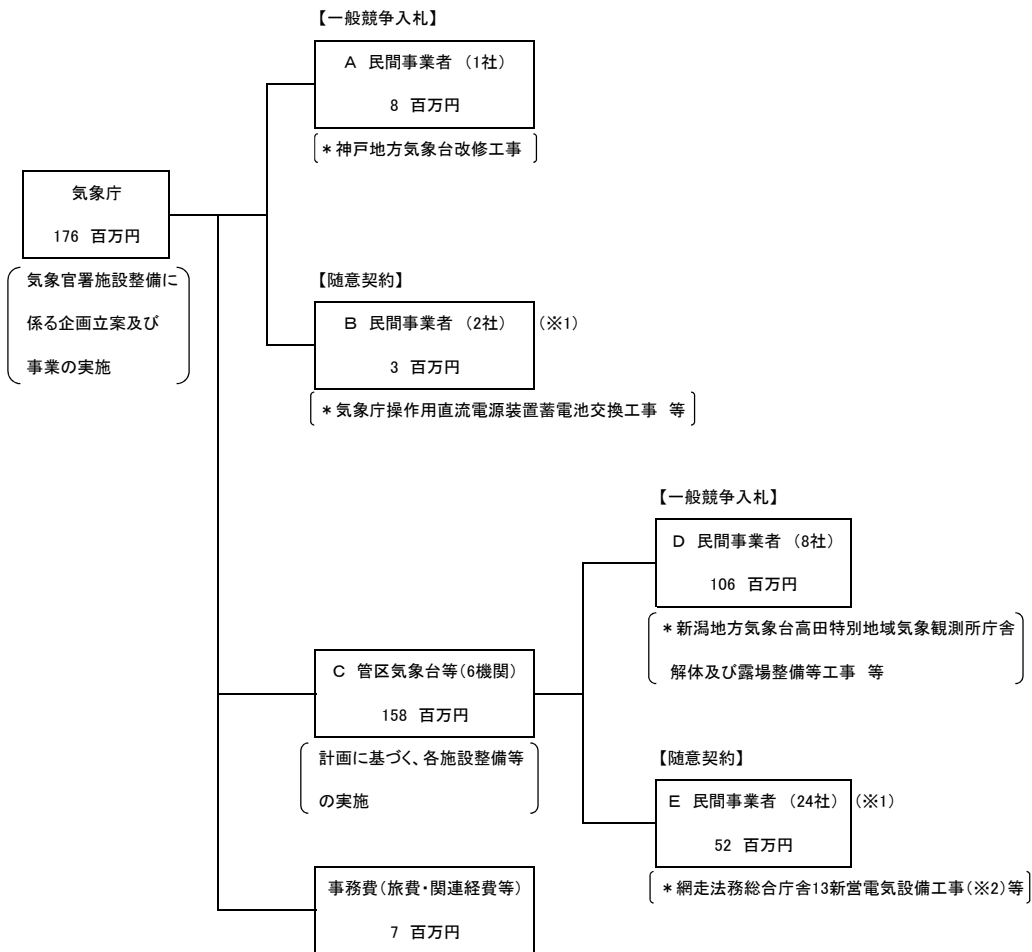 【一般競争入札】
A 民間事業者 (1社)
8 百万円
＊神戸地方気象台改修工事
気象庁
176 百万円
気象官署施設整備に
係る企画立案及び
事業の実施
【随意契約】
B 民間事業者 (2社) (※1)
3 百万円
＊気象庁操作用直流電源装置蓄電池交換工事 等
【一般競争入札】
D 民間事業者 (8社)
106 百万円
＊新潟地方気象台高田特別地域気象観測所庁舎
解体及び露場整備等工事 等
C 管区気象台等(6機関)
158 百万円
計画に基づく、各施設整備等
の実施
【随意契約】
E 民間事業者 (24社) (※1)
52 百万円
＊網走法務総合庁舎13新営電気設備工事(※2)等
事務費(旅費・関連経費等)
7 百万円